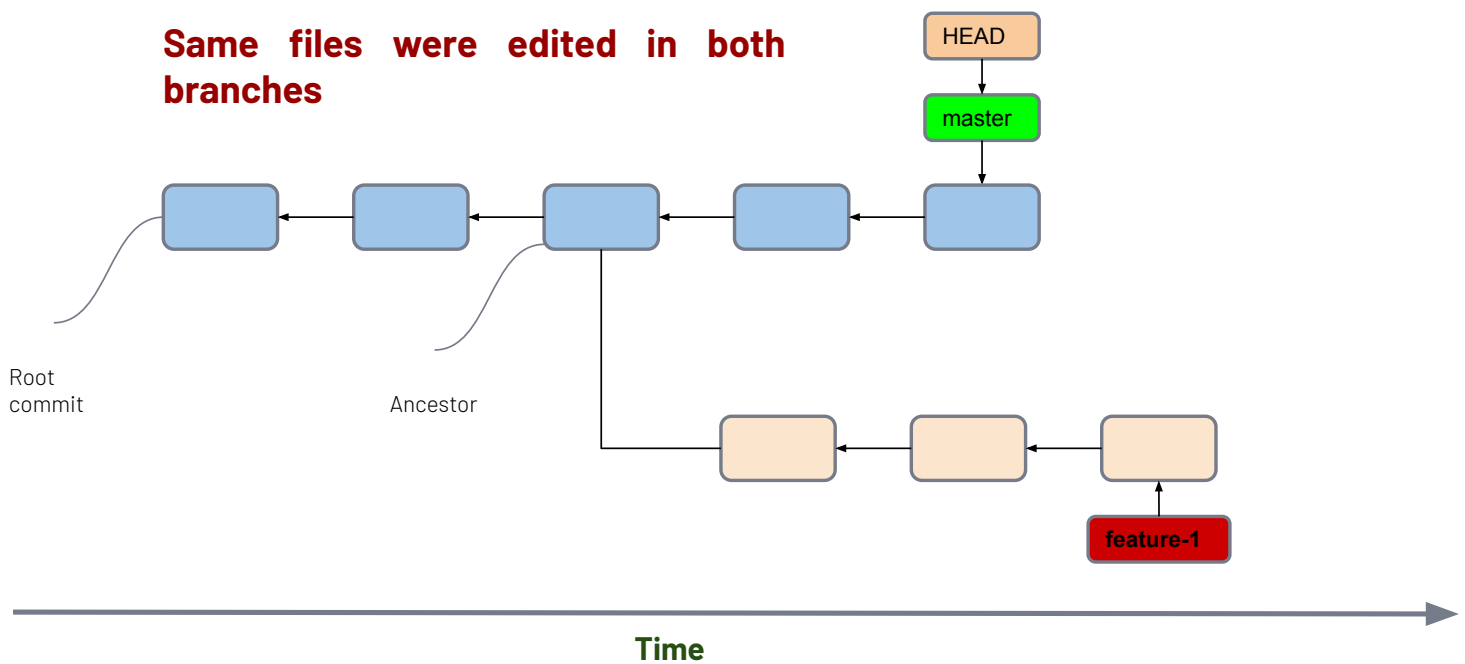 Same files were edited in both
branches
HEAD
master
Root
commit
Ancestor
feature-1
Time